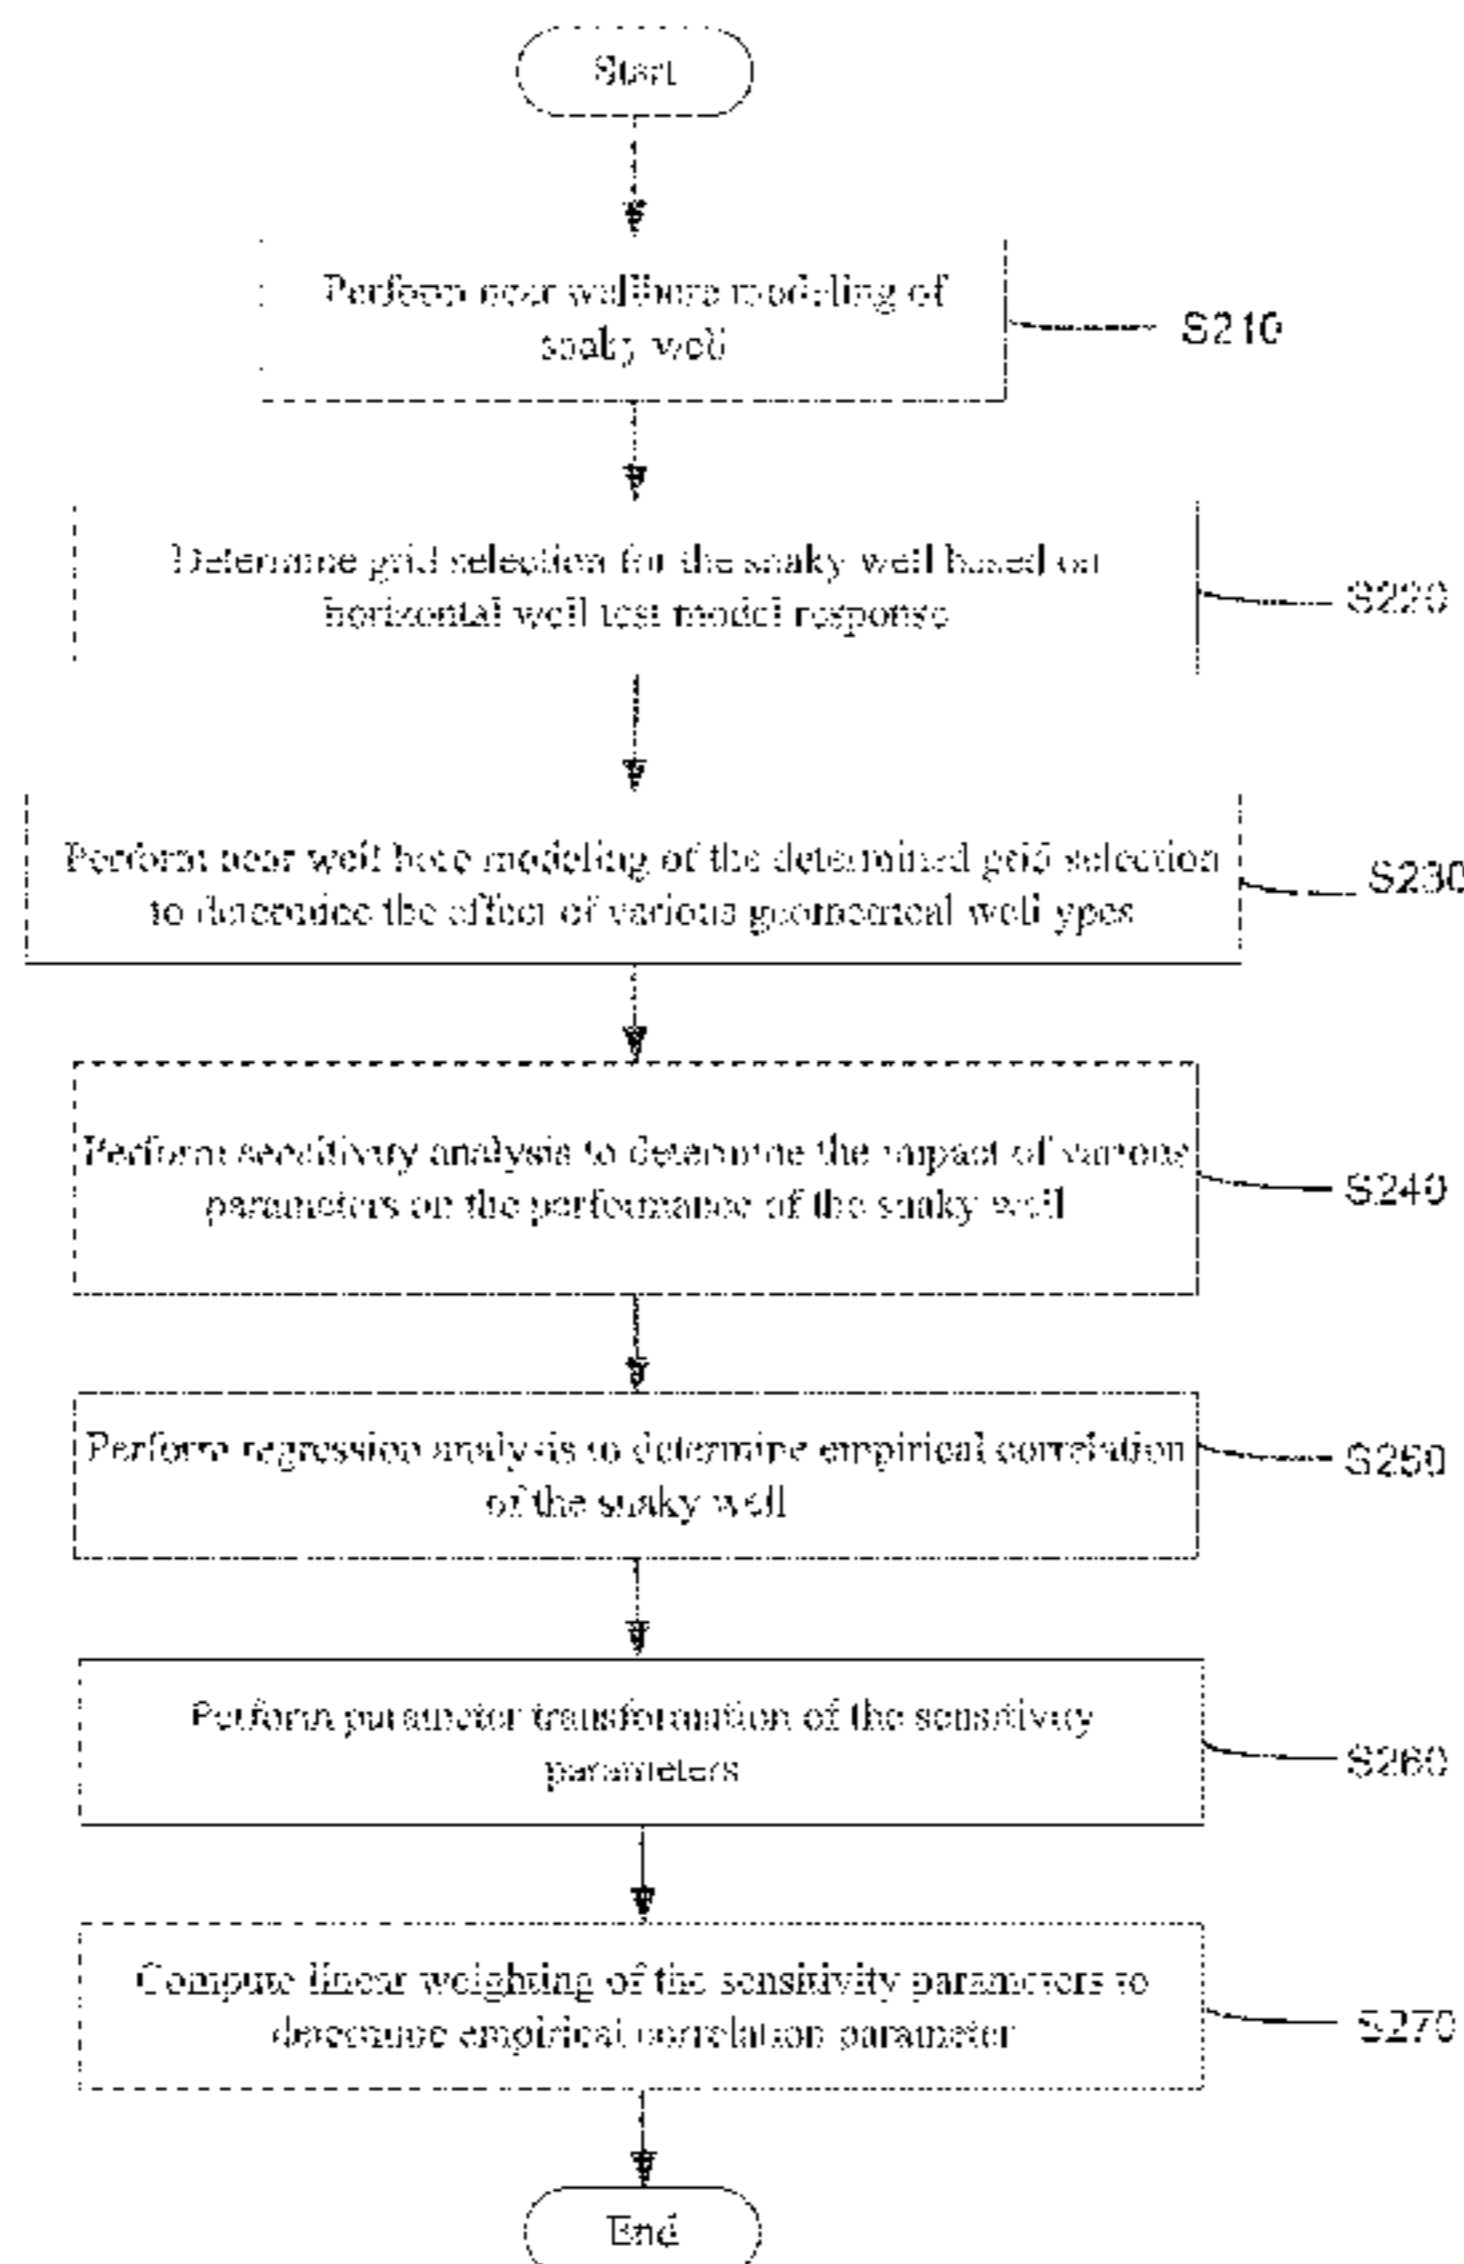 Start
Perform near wellbore modeling of
snaky well
S210
Determine grid selection for the snaky well based on
horizontal well test model response
S220
Perform near well bore modeling of the determined grid selection
to determine the effect of various geometrical well ypes
S230
Perform sensitivity analysis to determine the impact of various
parameters on the performance of the snaky well
S240
Perform regression analysis to determine empirical correlation
of the snaky well
S250
Perform parameter transformation of the sensitivity
parameters
S260
Compute linear weighting of the sensitivity parameters to
determine empirical correlation parameter
S270
End